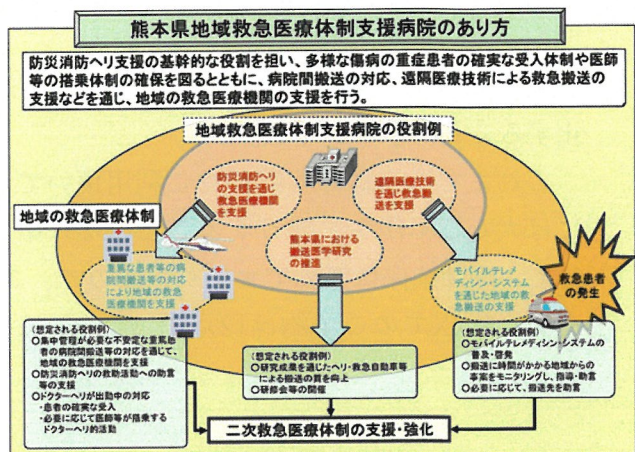 熊本県地域救急医療体制支援病院のあり方
防災消防ヘリ支援の基幹的な役割を担い、多様な傷病の重症患者の確実な受入体制や医師
等の搭乗体制の確保を図るとともに、病院間搬送の対応、遠隔医療技術による救急搬送の
支援などを通じ、地域の救急医療機関の支援を行う。
地域救急医療体制支援病院の役割例
防災消防ヘリ
の支援を通じ
救急医療機関
を支援
遠隔医療技術
を通じ救急搬
送を支援
地域の救急医療体制
熊本県における
搬送医学研究
の推進
重篤な患者等の病
院間搬送等の対応
により地域の救急
医療機関を支援
モバイルテレメ
ディシン・システム
を通じた地域の救
急搬送の支援
救急患者
の発生
(想定される役割例)
○集中管理が必要な不安定な重篤患
者の病院間搬送等の対応を通じて、
地域の救急医療機関を支援
○防災消防ヘリの救助活動への助言
等の支援
○ドクターヘリが出動中の対応
・患者の確実な受入
・必要に応じて医師等が搭乗する
ドクターヘリ的活動
(想定される役割例)
○研究成果を通じたヘリ・救急自動車等
による搬送の質を向上
○研修会等の開催
(想定される役割例)
○モバイルテレメディシン・システムの
普及・啓発
○搬送に時間がかかる地域からの
事案をモニタリングし、指導・助言
○必要に応じて、搬送先を助言
二次救急医療体制の支援・強化